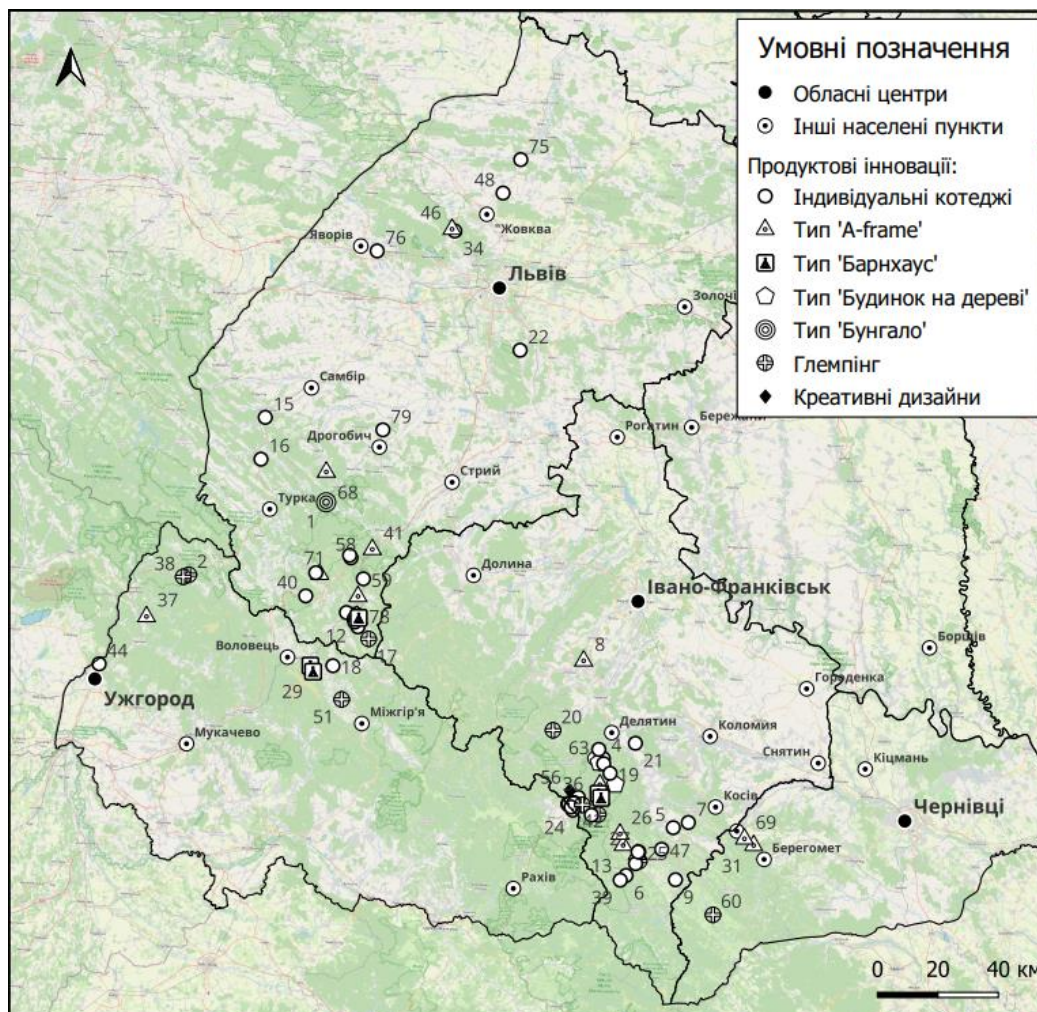 Умовні позначення
Обласні центри
Інші населені пункти
Продуктові інновації:
Індивідуальні котеджі
Тип 'A-frame'
Тип 'Барнхаус'
Тип 'Будинок на дереві'
Тип 'Бунгало'
Глемпінг
Креативні дизайни
75
48
46
"Жовква
34
Яворів
76
Львів
Золочі
22
Самбір
15
79
Дрогобич
Рогатин
Бережани
16
Стрий
68
Турка
1
41
58
38
2
71
59
Долина
40
37
Івано-Франківськ
12
78
8
17
Борщів
Воловець
44
18
29
Ужгород
51
Міжгір'я
Городенка
20
Делятин
Коломия
Мукачево
63
4
21
Снятин
Кіцмань
19
56
36
Косів
24
42
26
5
7
69
Чернівці
25
47
31
Берегомет
13
Рахів
39
6
9
60
0
20
40 км